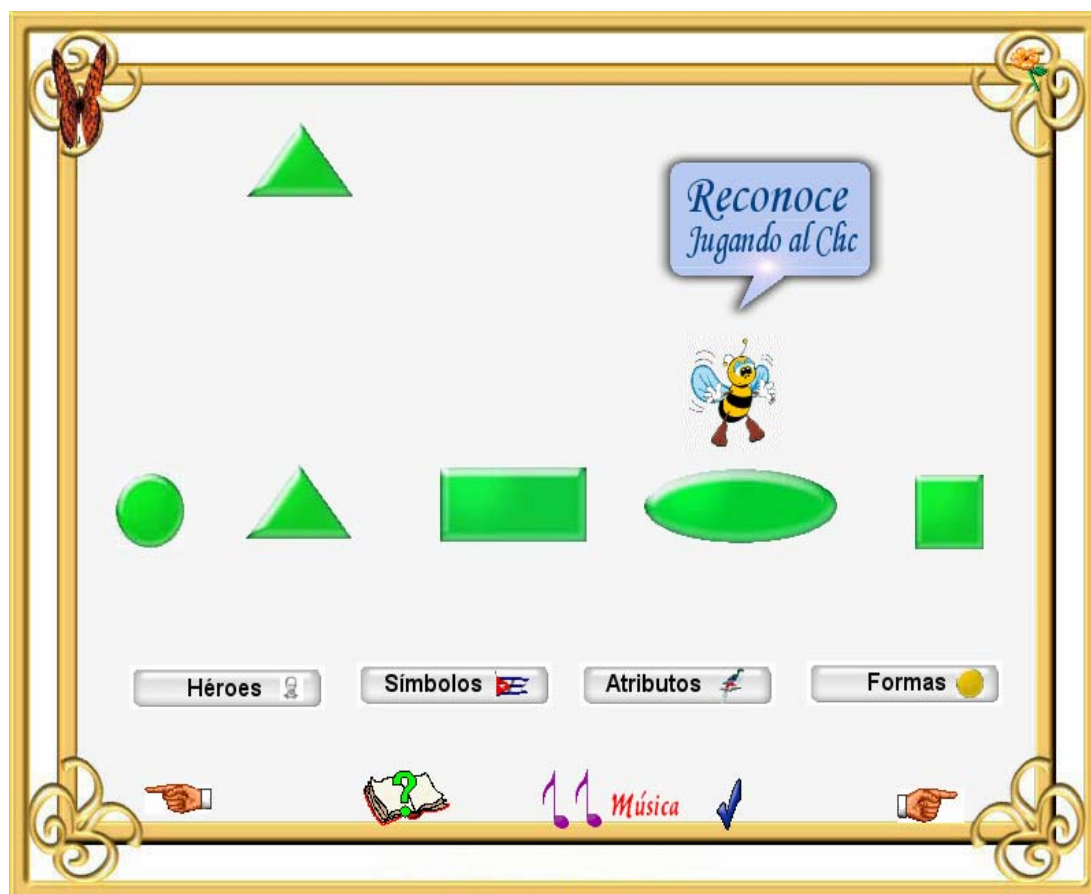 Reconoce
Jugando al Clic
Héroes
Símbolos
Atributos
Formas
?
Música